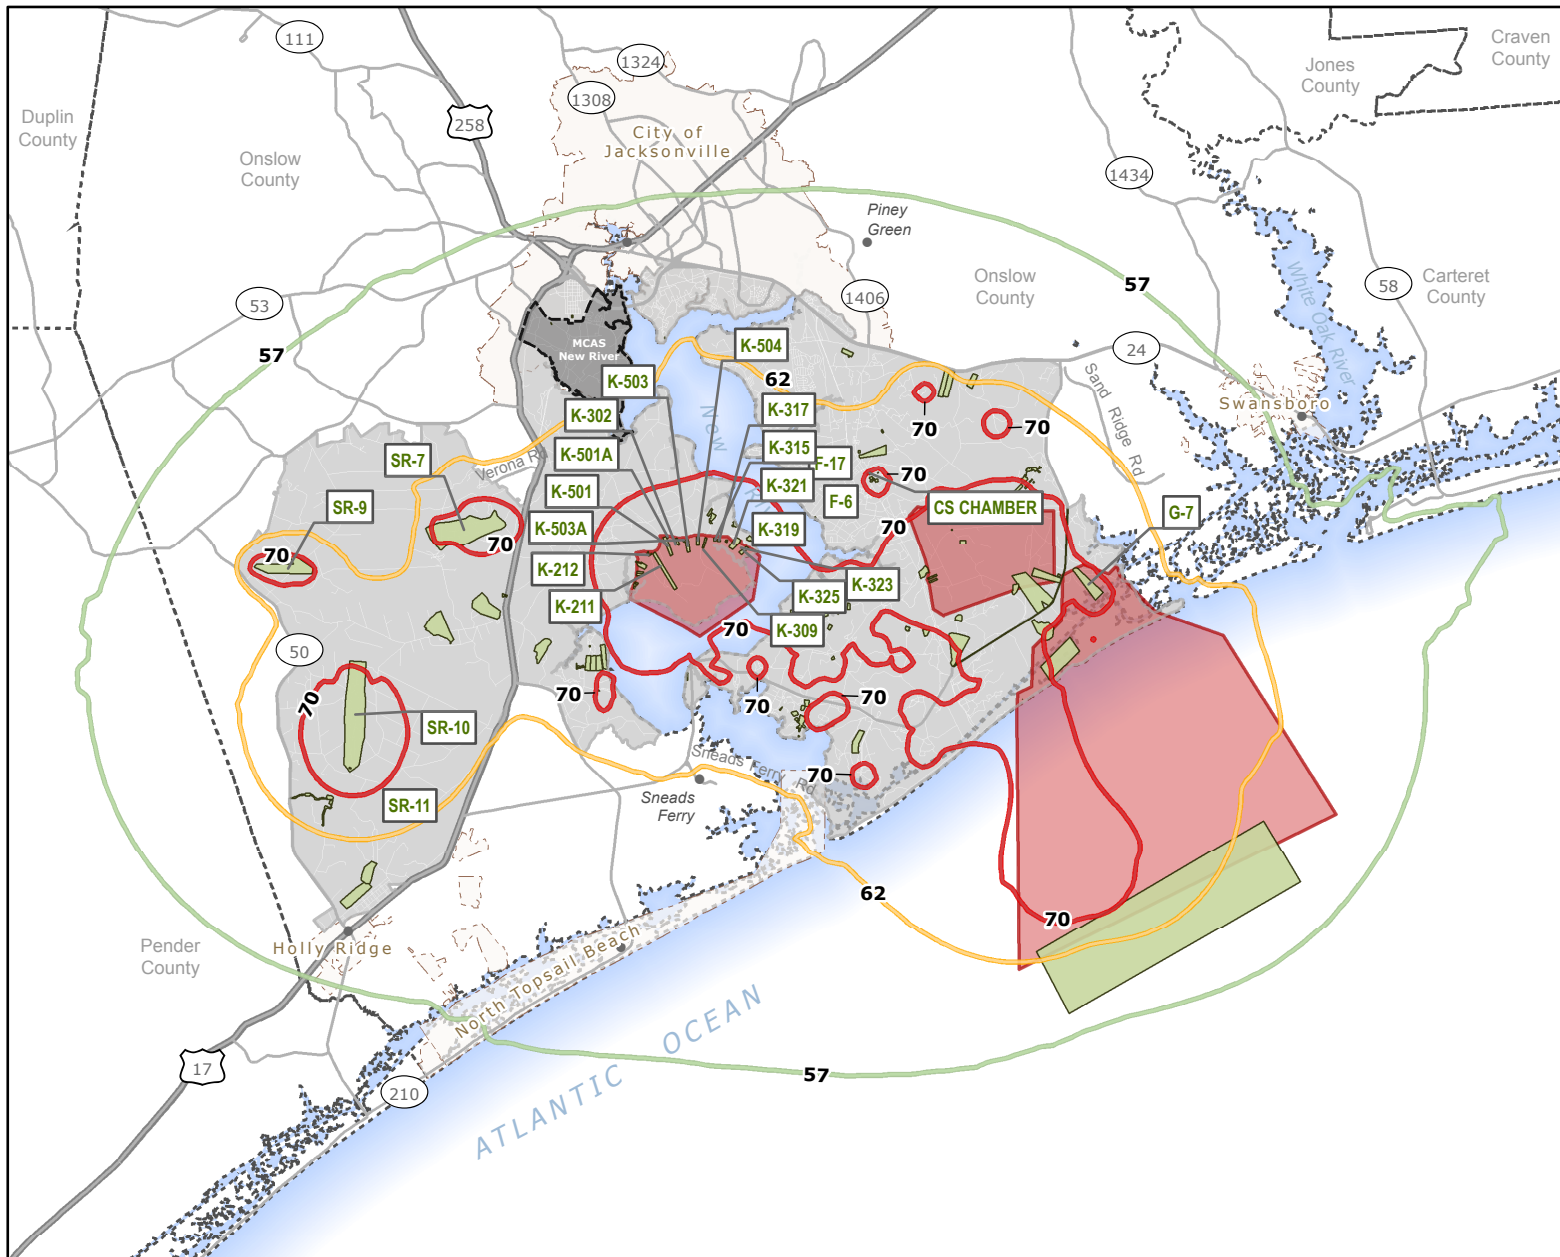 111
1324
Craven
County
Jones
County
1308
Duplin
County
258
City of
Jacksonville
Onslow
County
1434
Piney
Green
Onslow
County
57
Carteret
County
58
White Oak River
53
1406
57
MCAS
New River
K-504
24
K-503
62
Sand Ridge Rd
Swansboro
New
K-302
K-317
70
70
K-501A
K-315
F-17
SR-7
Verona Rd
70
K-501
K-321
F-6
CS CHAMBER
G-7
SR-9
K-503A
K-319
70
70
70
K-212
K-323
K-325
K-211
K-309
70
50
70
70
70
70
SR-10
Sneads Ferry Rd
70
Sneads
Ferry
SR-11
62
70
Pender
County
Holly Ridge
North Topsail Beach
ATLANTIC OCEAN
17
57
210